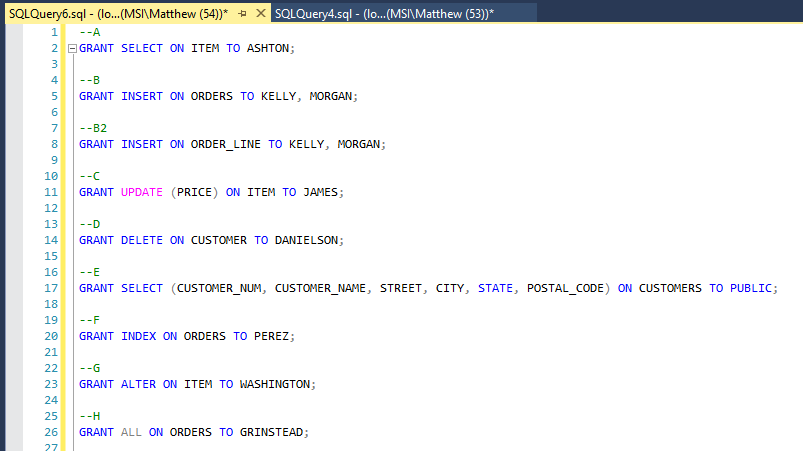 SQLQuery6.sql - (lo...(MSI\Matthew (54))* SQLQuery4.sql - (lo...(MSI\Matthew (53))*
1 --A
2 GRANT SELECT ON ITEM TO ASHTON;
3
4 --B
5 GRANT INSERT ON ORDERS TO KELLY, MORGAN;
6
7 --B2
8 GRANT INSERT ON ORDER_LINE TO KELLY, MORGAN;
9
10 --C
11 GRANT UPDATE (PRICE) ON ITEM TO JAMES;
12
13 --D
14 GRANT DELETE ON CUSTOMER TO DANIELSON;
15
16 --E
17 GRANT SELECT (CUSTOMER_NUM, CUSTOMER_NAME, STREET, CITY, STATE, POSTAL_CODE) ON CUSTOMERS TO PUBLIC;
18
19 --F
20 GRANT INDEX ON ORDERS TO PEREZ;
21
22 --G
23 GRANT ALTER ON ITEM TO WASHINGTON;
24
25 --H
26 GRANT ALL ON ORDERS TO GRINSTEAD;
27